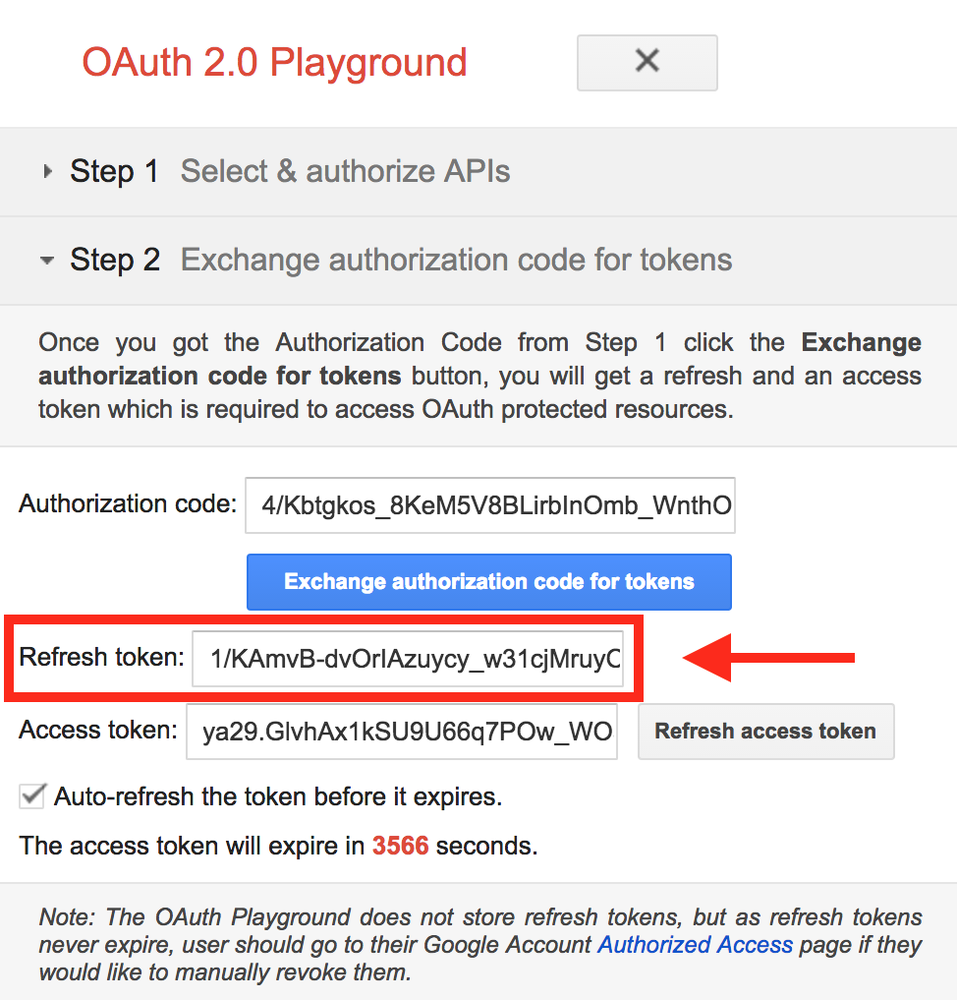 OAuth 2.0 Playground
Step 1 Select & authorize APIs
Step 2 Exchange authorization code for tokens
Once you got the Authorization Code from Step 1 click the Exchange
authorization code for tokens button, you will get a refresh and an access
token which is required to access OAuth protected resources.
Authorization code: 4/Kbtgkos_8KeM5V8BLirbInOmb_WnthO
Exchange authorization code for tokens
Refresh token: 1/KAmvB-dvOrIAzuycy_w31cjMruyC
Access token: ya29.GlvhAx1kSU9U66q7POw_WO
Refresh access token
Auto-refresh the token before it expires.
The access token will expire in 3566 seconds.
Note: The OAuth Playground does not store refresh tokens, but as refresh tokens
never expire, user should go to their Google Account Authorized Access page if they
would like to manually revoke them.